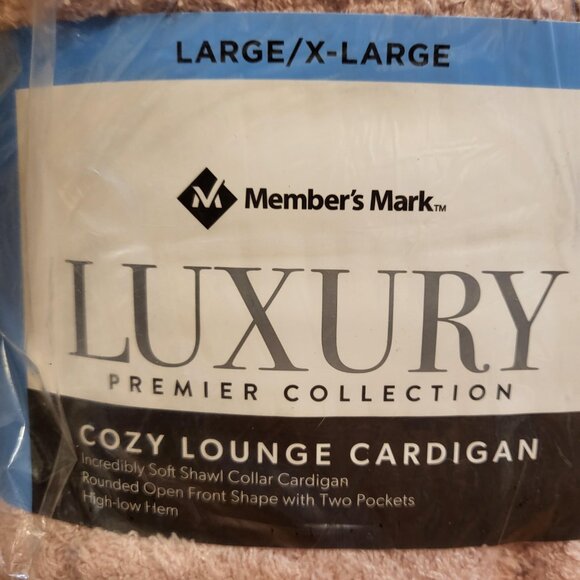 LARGE/X-LARGE
Member's Mark™
LUXURY
PREMIER COLLECTION
COZY LOUNGE CARDIGAN
Incredibly Soft Shawl Collar Cardigan
Rounded Open Front Shape with Two Pockets
High-low Hem